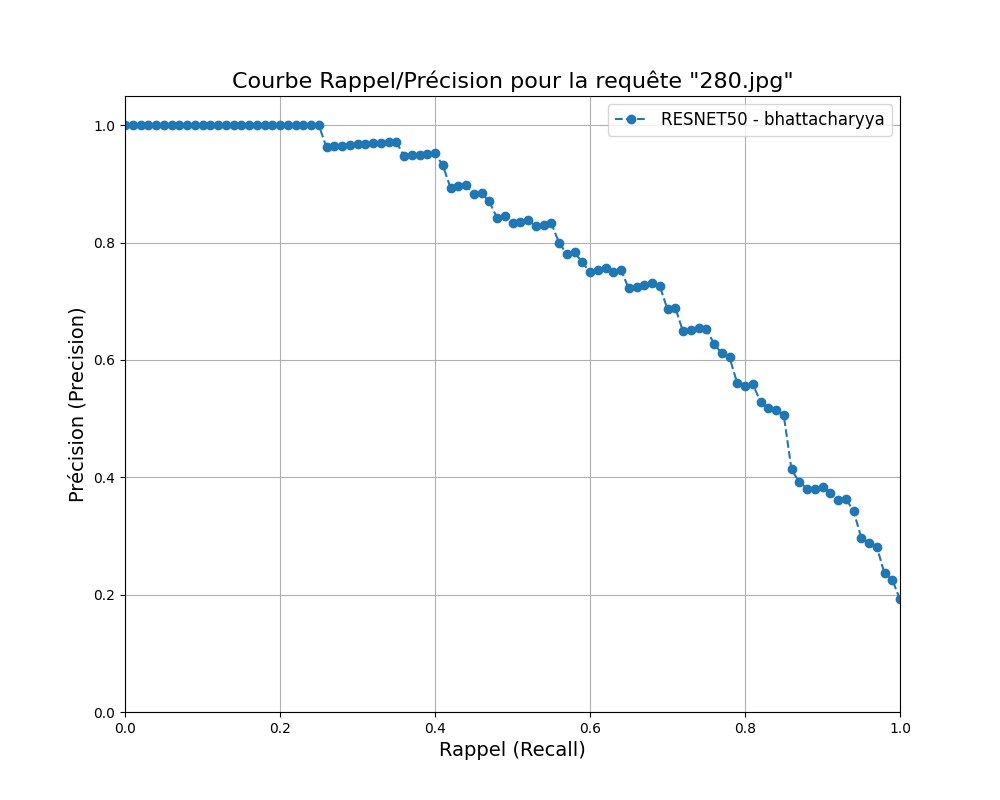 Courbe Rappel/Précision pour la requête "280.jpg"
RESNET50 - bhattacharyya
1.0
0.8
0.6
0.4
0.2
0.0
Précision (Precision)
0.0 0.2 0.4 0.6 0.8 1.0
Rappel (Recall)